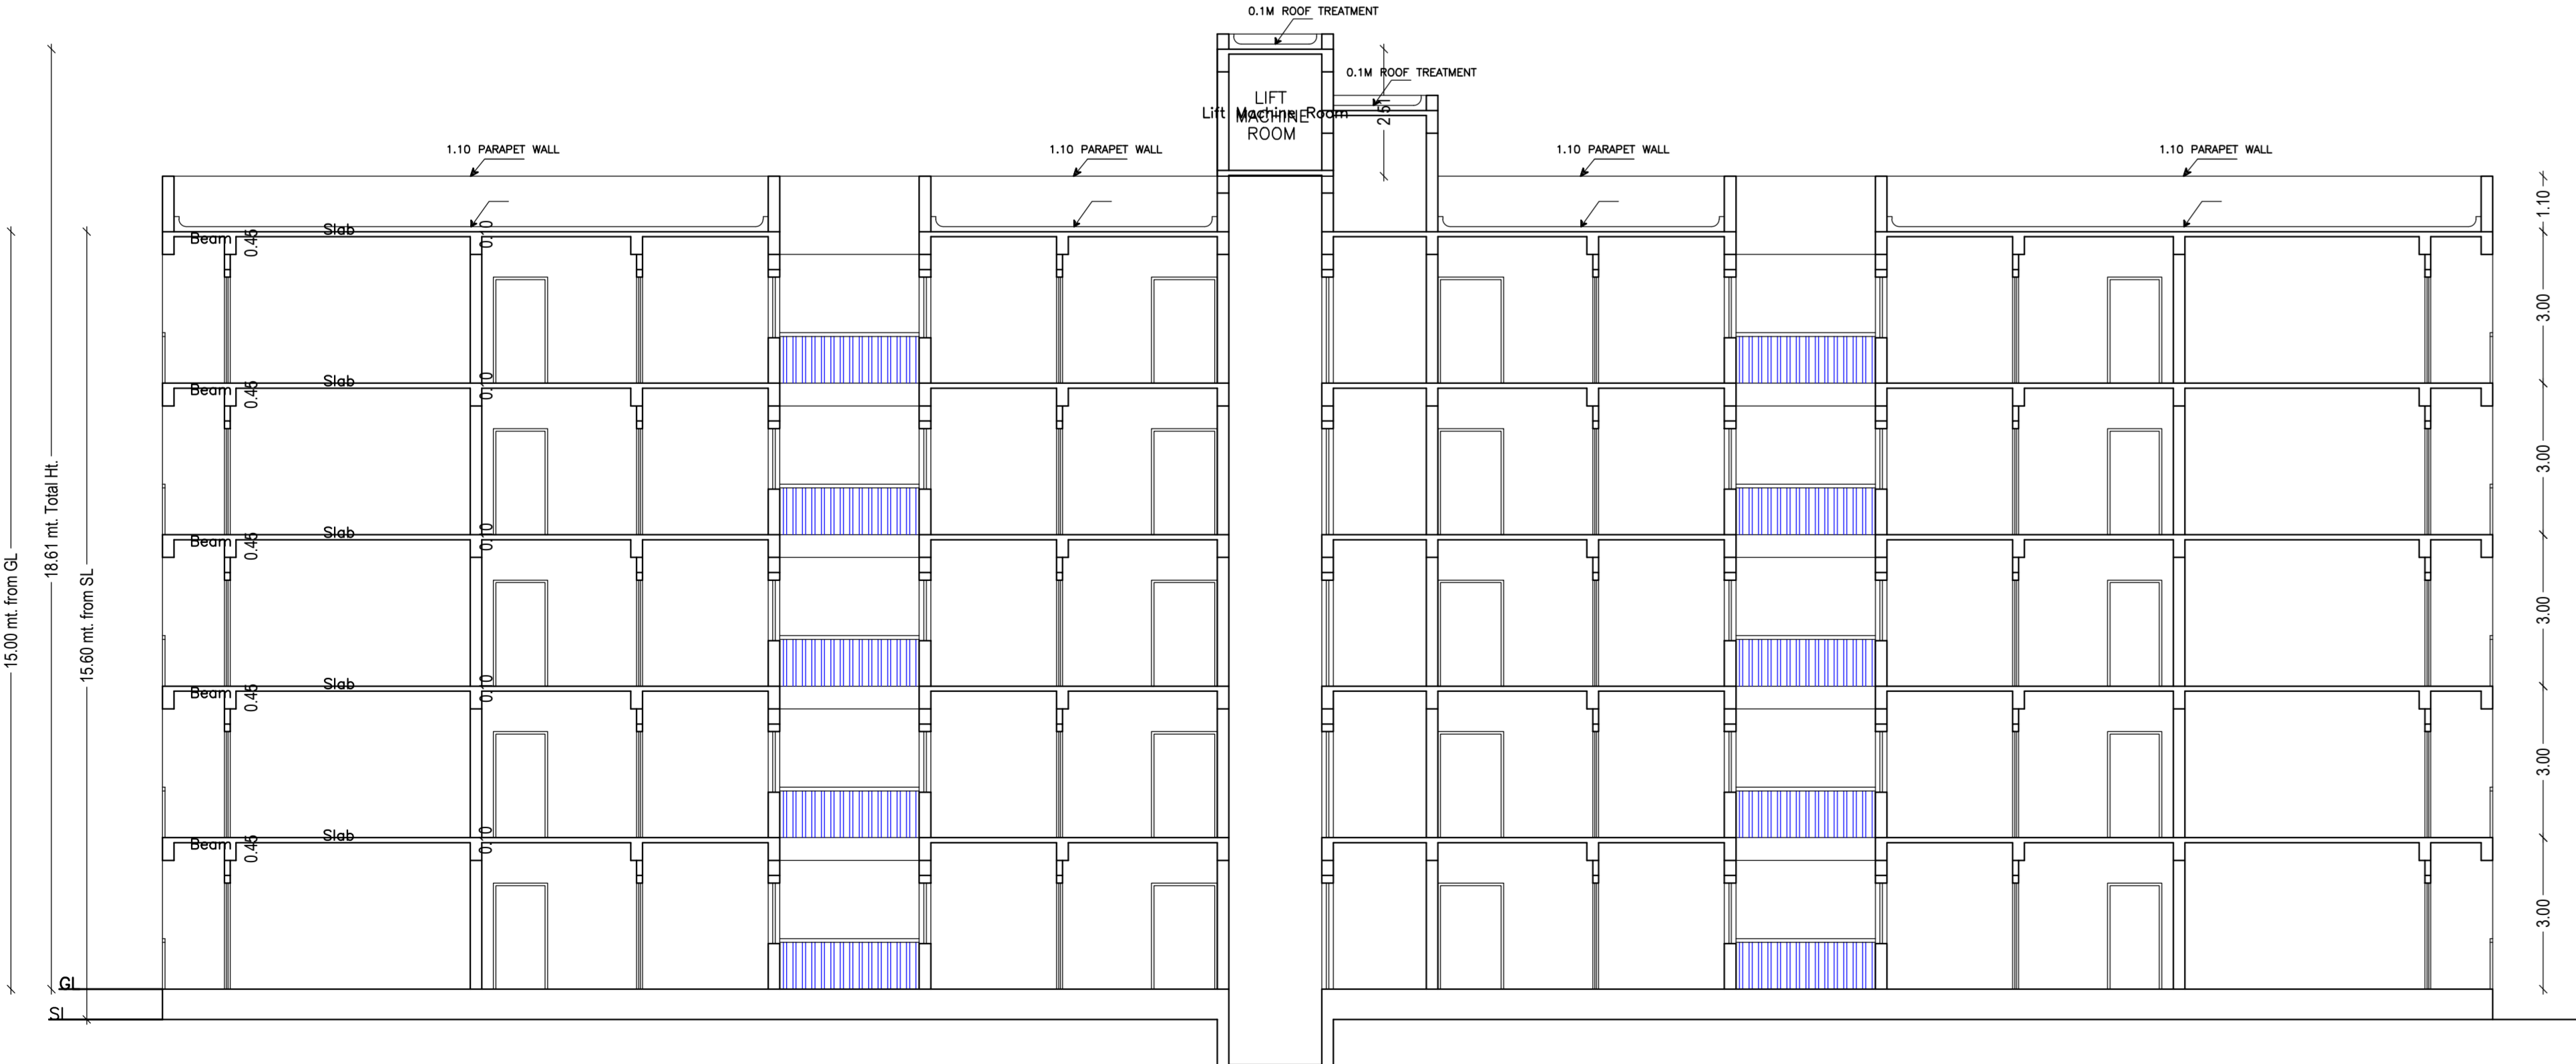 0.1M ROOF TREATMENT
0.1M ROOF TREATMENT
LIFT
MACHINE
ROOM
Lift Machine Room
2.51
1.10 PARAPET WALL
1.10 PARAPET WALL
1.10 PARAPET WALL
1.10 PARAPET WALL
1.10
Beam
0.45
Slab
0.10
3.00
Beam
0.45
Slab
0.10
3.00
Beam
0.45
Slab
0.10
3.00
Beam
0.45
Slab
0.10
3.00
Beam
0.45
Slab
0.10
3.00
15.00 mt. from GL
18.61 mt. Total Ht.
15.60 mt. from SL
GL
SL